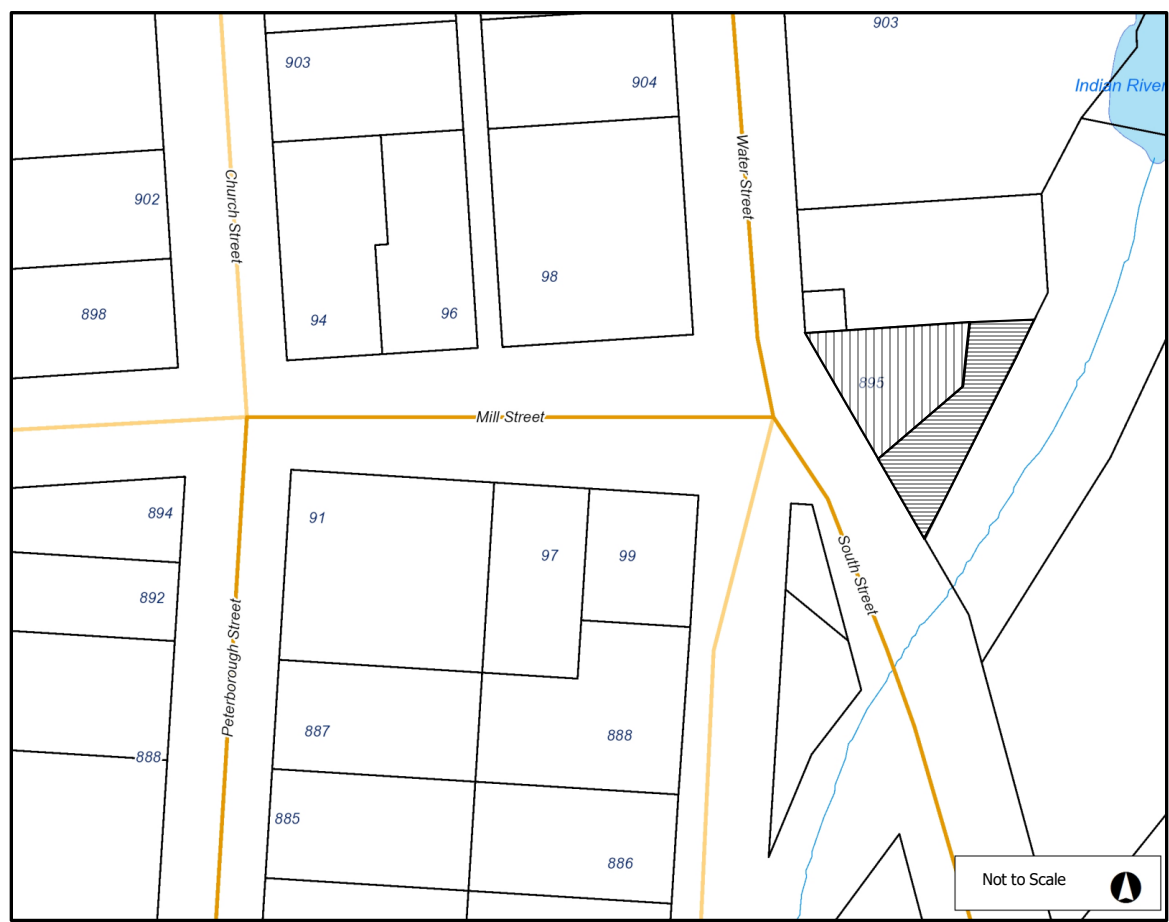 903
903
904
Indian River
Water Street
Church Street
902
98
898
94
96
895
Mill Street
894
91
97
99
South Street
892
Peterborough Street
887
888
888
885
886
Not to Scale